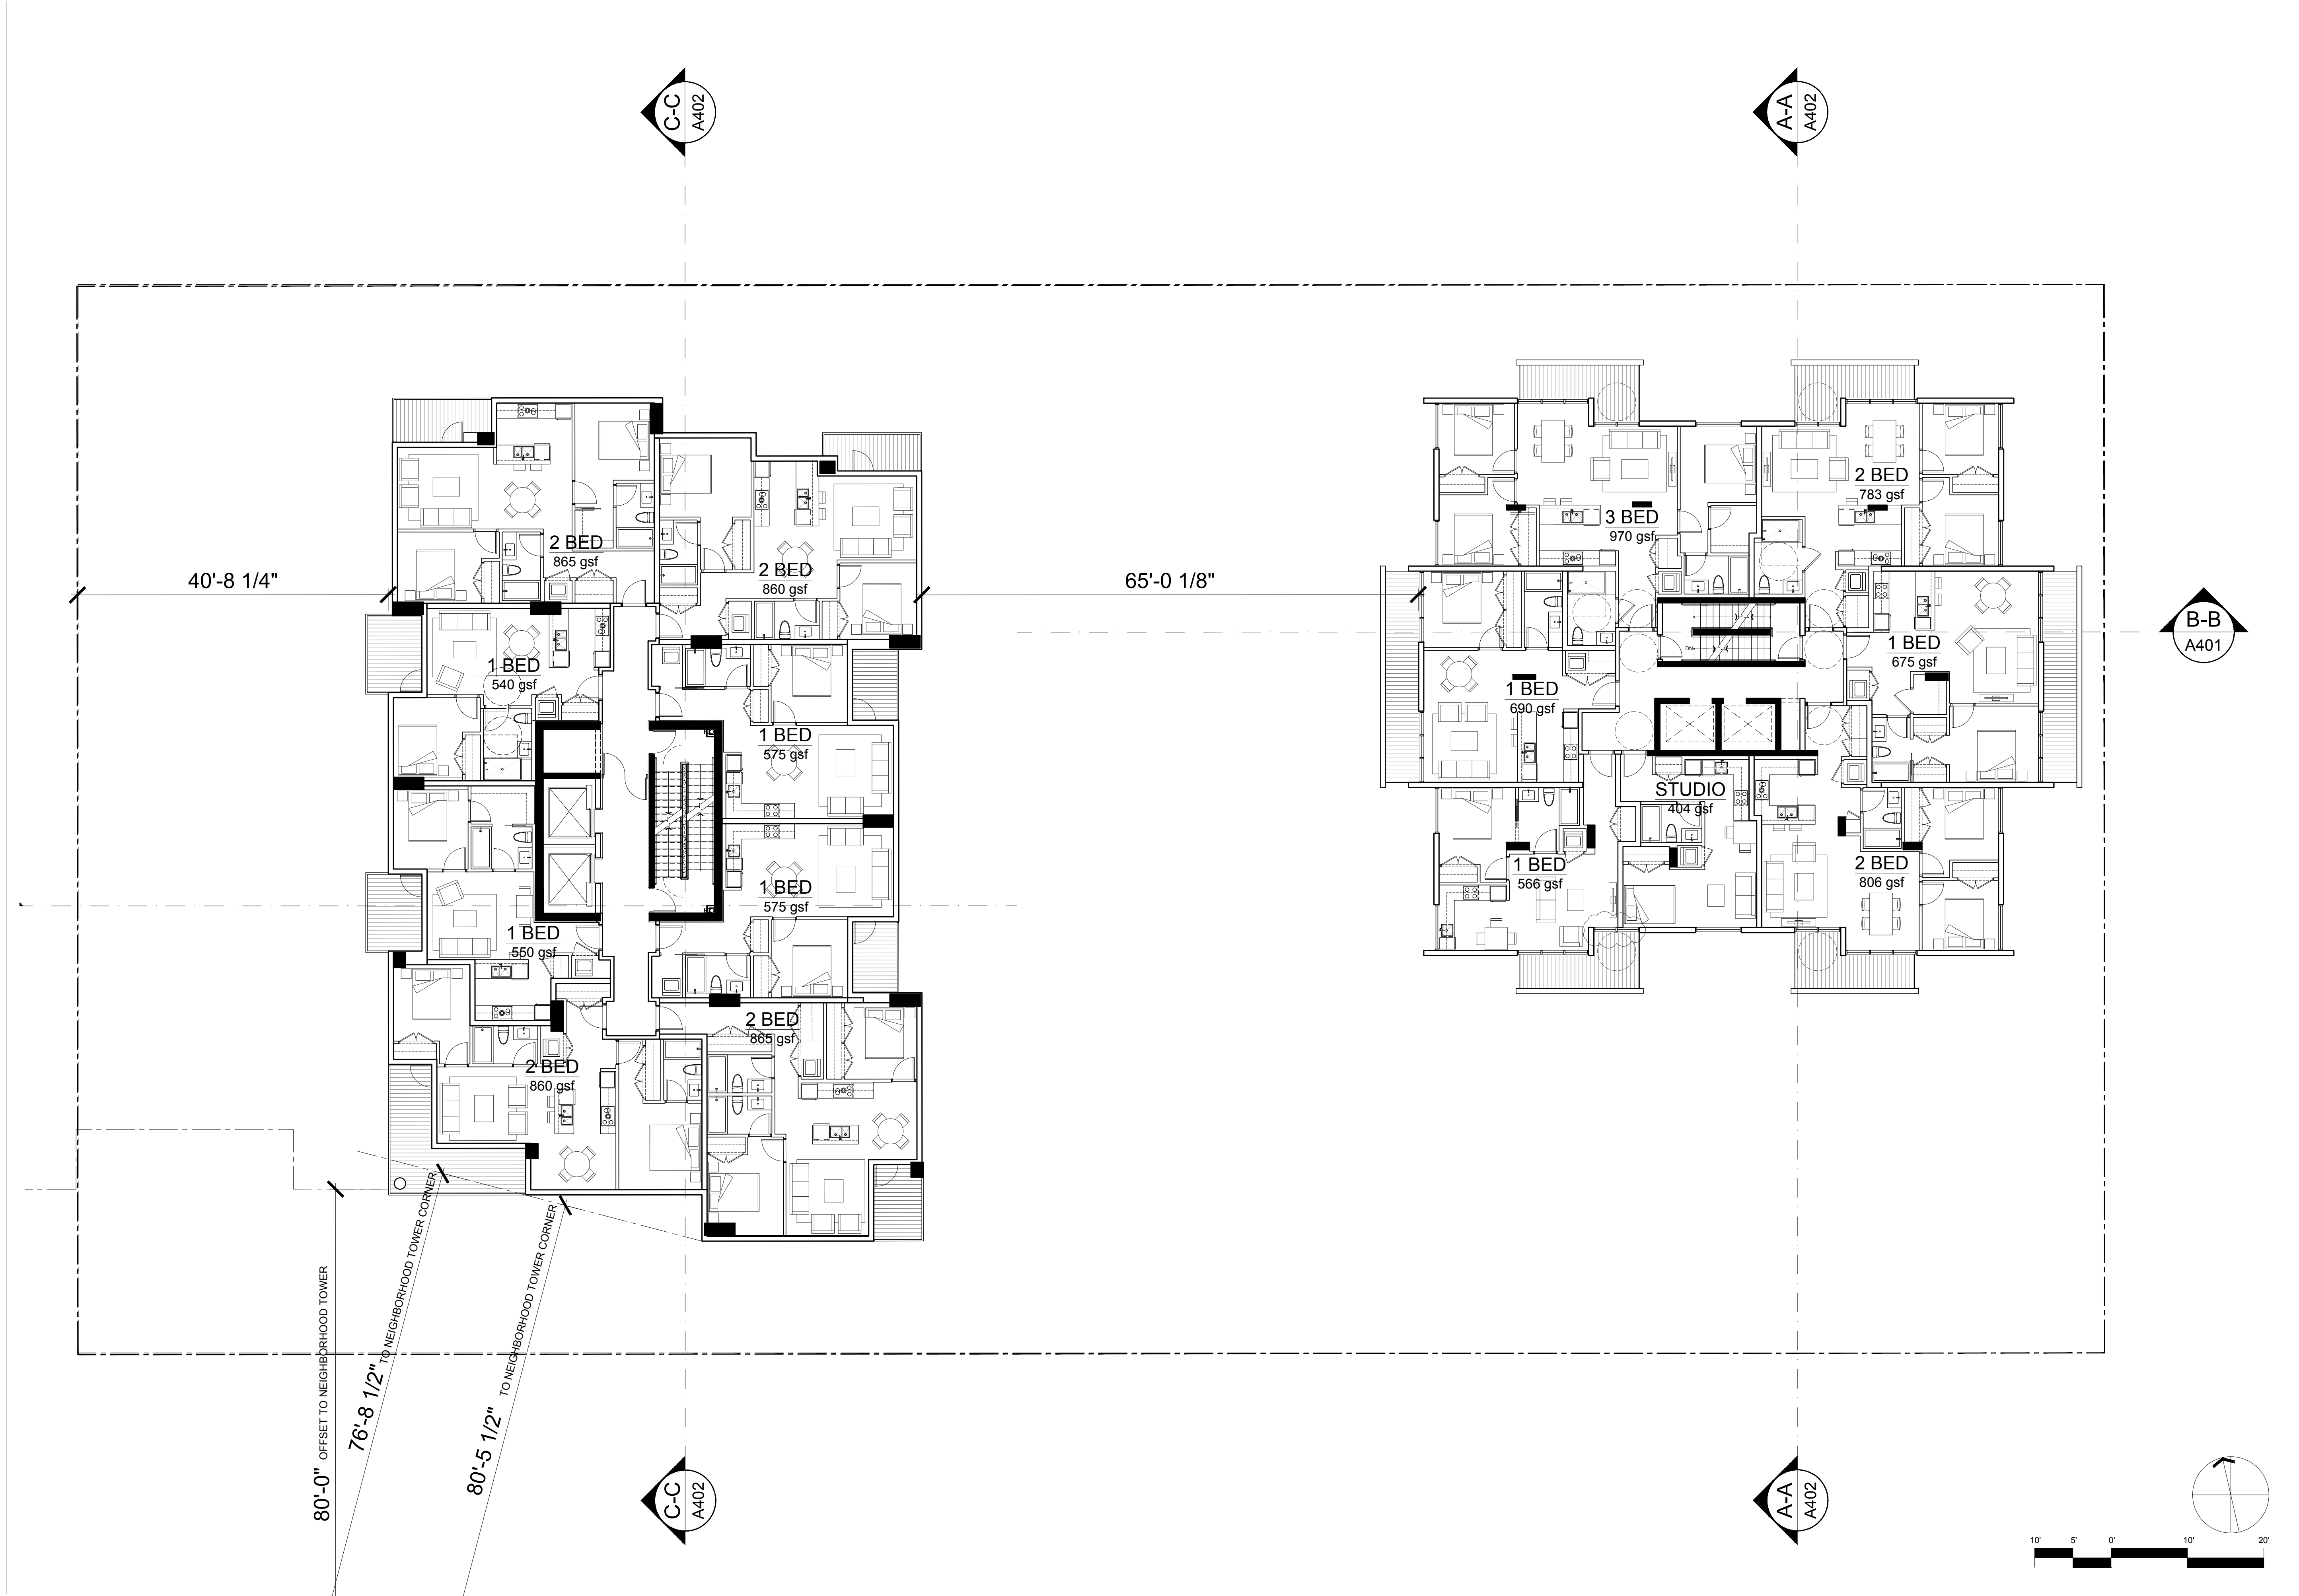 C-C
A402
A-A
A402
2 BED
865 gsf
2 BED
860 gsf
3 BED
970 gsf
2 BED
783 gsf
40'-8 1/4"
65'-0 1/8"
B-B
A401
1 BED
540 gsf
1 BED
575 gsf
DN
1 BED
690 gsf
1 BED
675 gsf
1 BED
575 gsf
STUDIO
404 gsf
1 BED
566 gsf
2 BED
806 gsf
1 BED
550 gsf
2 BED
865 gsf
2 BED
860 gsf
80'-0" OFFSET TO NEIGHBORHOOD TOWER
76'-8 1/2" TO NEIGHBORHOOD TOWER CORNER
80'-5 1/2" TO NEIGHBORHOOD TOWER CORNER
C-C
A402
A-A
A402
10' 5' 0' 10' 20'